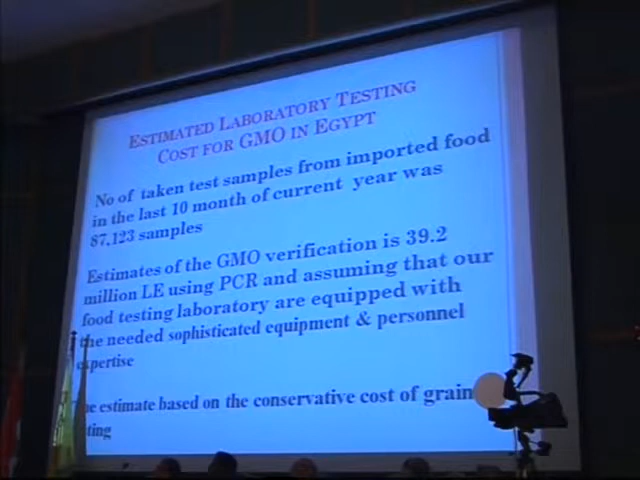 ESTIMATED LABORATORY TESTING
COST FOR GMO IN EGYPT
No of taken test samples from imported food
in the last 10 month of current year was
87,123 samples
Estimates of the GMO verification is 39.2
million LE using PCR and assuming that our
food testing laboratory are equipped with
the needed sophisticated equipment & personnel
expertise
estimate based on the conservative cost of grain